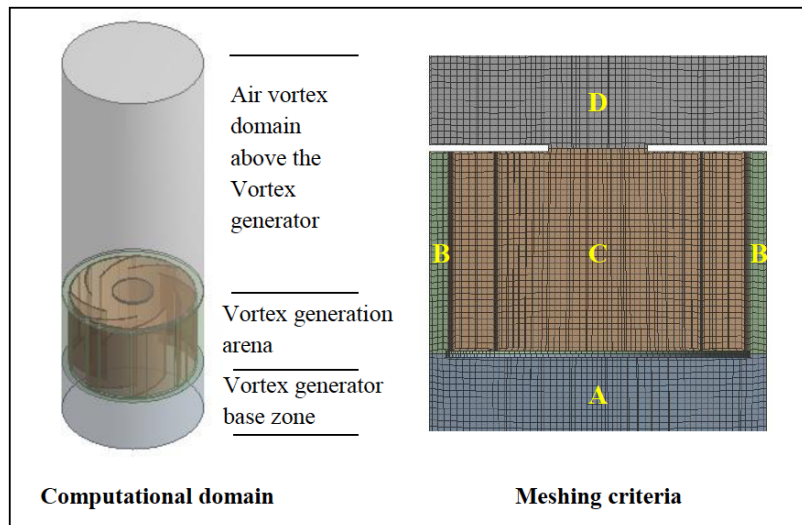 Air vortex
domain
above the
Vortex
generator
Vortex generation
arena
Vortex generator
base zone
Computational domain
D
B
C
B
A
Meshing criteria